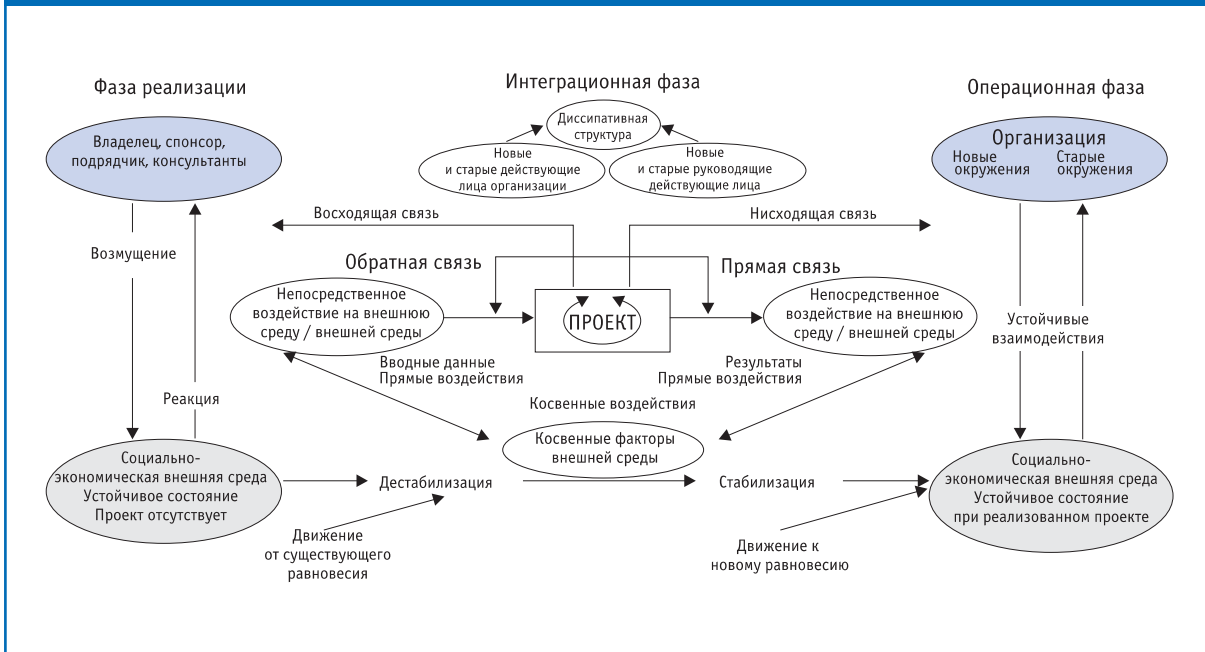 Фаза реализации
Интеграционная фаза
Операционная фаза
Владелец, спонсор,
подрядчик, консультанты
Диссипативная
структура
Новые
и старые действующие
лица организации
Новые
и старые руководящие
действующие лица
Организация
Новые
окружения
Старые
окружения
Восходящая связь
Нисходящая связь
Возмущение
Обратная связь
Прямая связь
Непосредственное
воздействие на внешнюю
среду / внешней среды
ПРОЕКТ
Непосредственное
воздействие на внешнюю
среду / внешней среды
Устойчивые
взаимодействия
Вводные данные
Прямые воздействия
Результаты
Прямые воздействия
Реакция
Косвенные воздействия
Косвенные факторы
внешней среды
Социально-
экономическая внешняя среда
Устойчивое состояние
Проект отсутствует
Дестабилизация
Стабилизация
Социально-
экономическая внешняя среда
Устойчивое состояние
при реализованном проекте
Движение
от существующего
равновесия
Движение к
новому равновесию